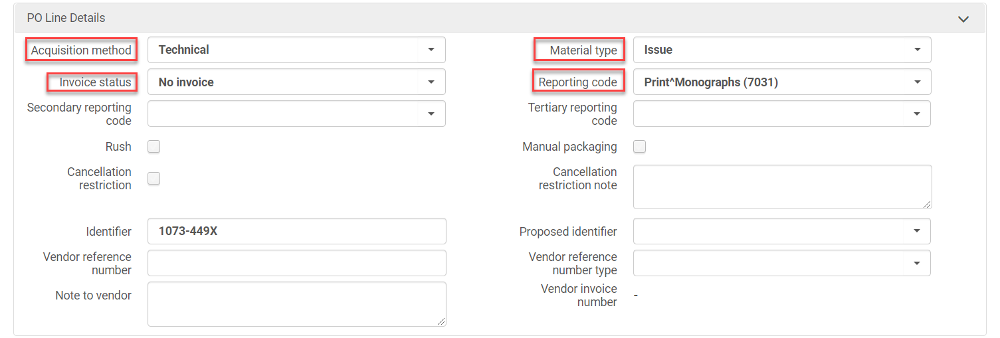 PO Line Details
Acquisition method Technical Material type Issue
Invoice status No invoice Reporting code Print^Monographs (7031)
Secondary reporting Tertiary reporting
code code
Rush Manual packaging
Cancellation Cancellation
restriction restriction note
Identifier 1073-449X Proposed identifier
Vendor reference Vendor reference
number number type
Note to vendor Vendor invoice
number -